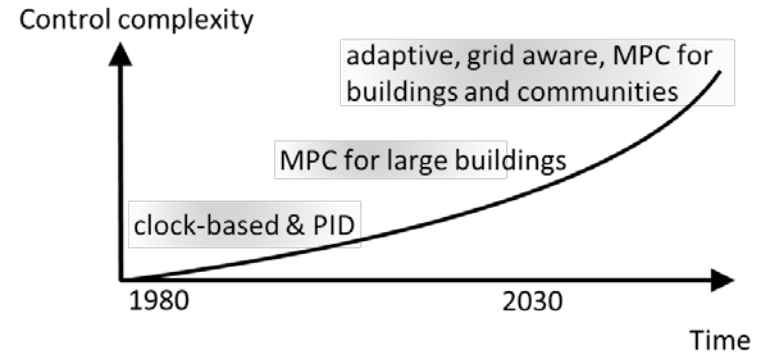 Control complexity
adaptive, grid aware, MPC for
buildings and communities
MPC for large buildings
clock-based & PID
1980
2030
Time